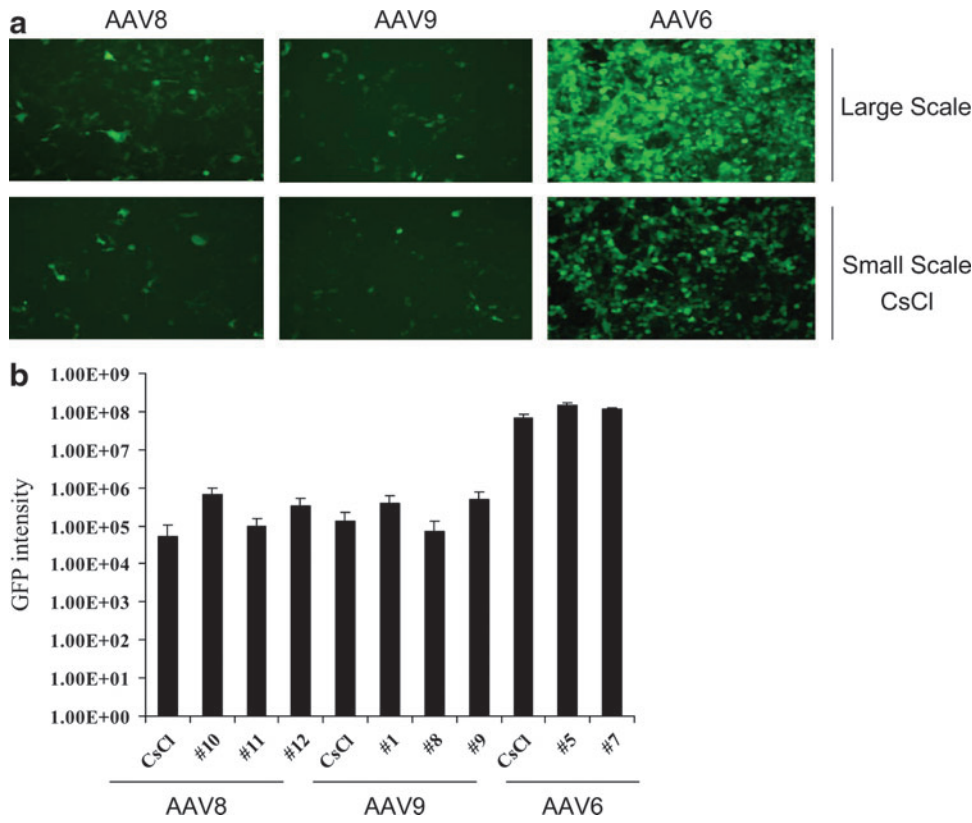 a
AAV8 AAV9 AAV6
Large Scale
Small Scale
CsCl
b
GFP intensity
1.00E+09
1.00E+08
1.00E+07
1.00E+06
1.00E+05
1.00E+04
1.00E+03
1.00E+02
1.00E+01
1.00E+00
CsCl #10 #11 #12 CsCl #1 #8 #9 CsCl #5 #7
AAV8 AAV9 AAV6